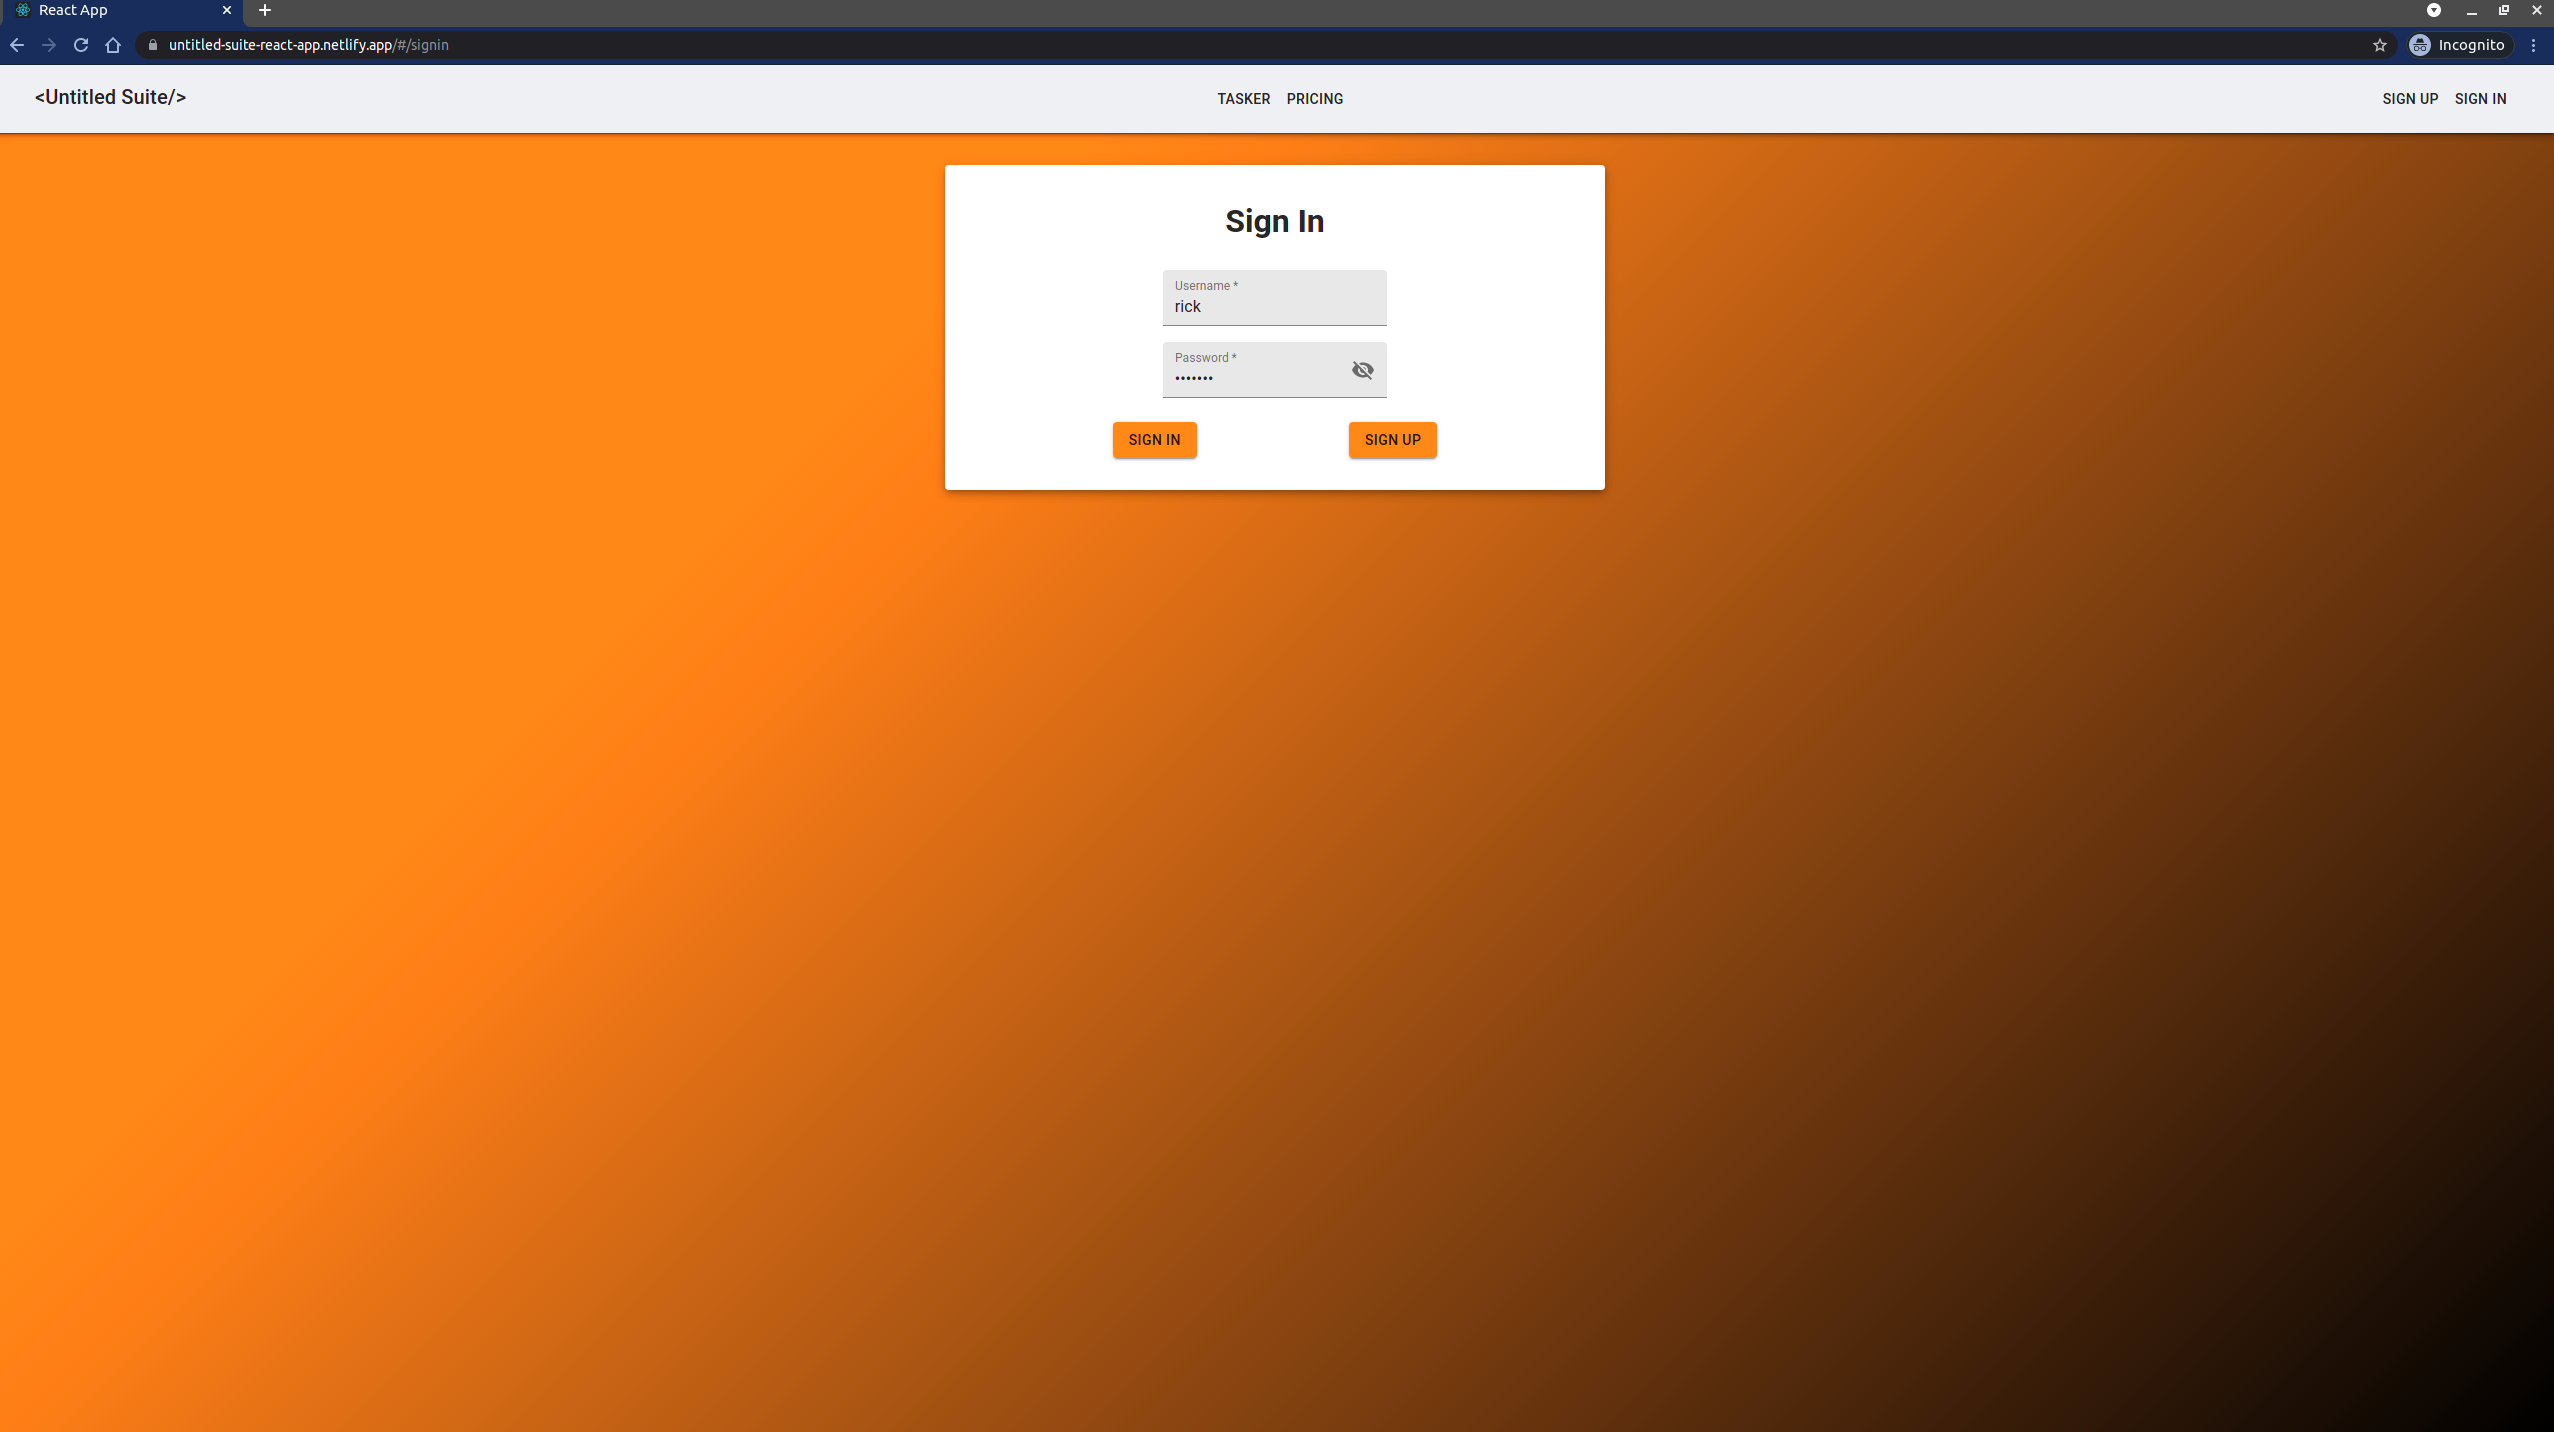 React App
untitled-suite-react-app.netlify.app/#/signin
Incognito
<Untitled Suite/>
TASKER PRICING
SIGN UP SIGN IN
Sign In
Username *
rick
Password *
•••••••
SIGN IN
SIGN UP